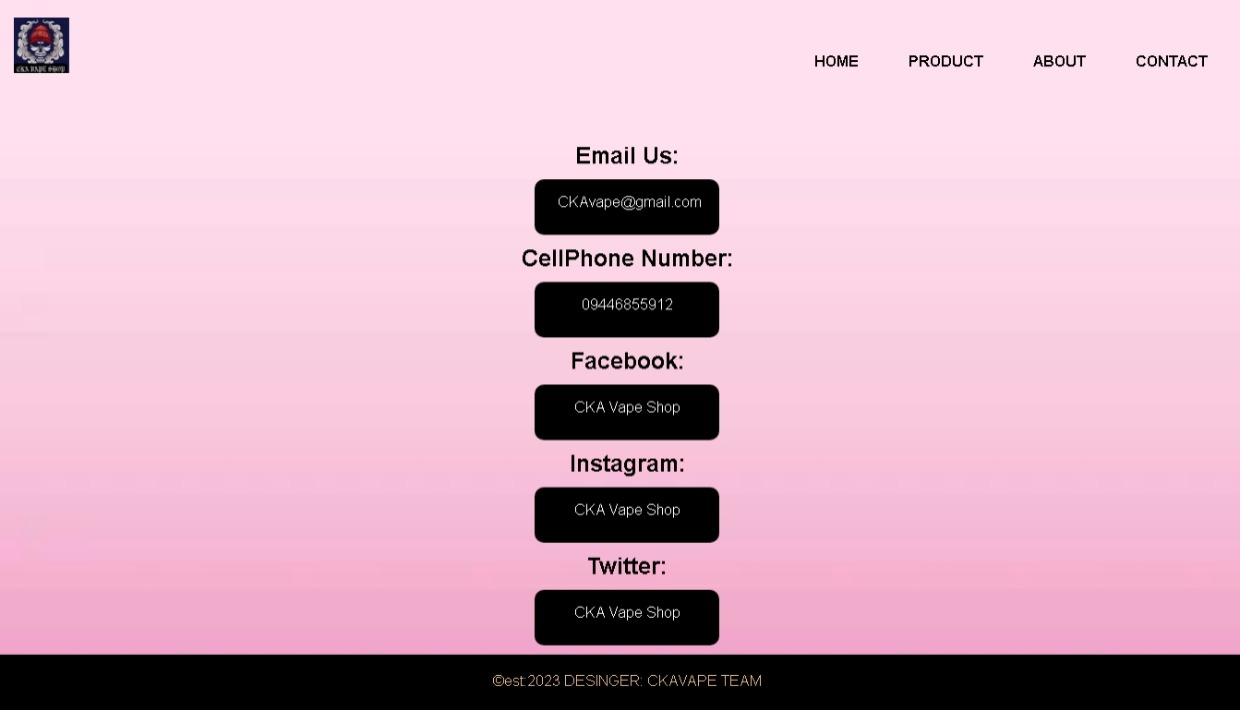 CKA VAPE SHOP
HOME PRODUCT ABOUT CONTACT
Email Us:
CKAvape@gmail.com
CellPhone Number:
09446855912
Facebook:
CKA Vape Shop
Instagram:
CKA Vape Shop
Twitter:
CKA Vape Shop
©est:2023 DESINGER: CKAVAPE TEAM